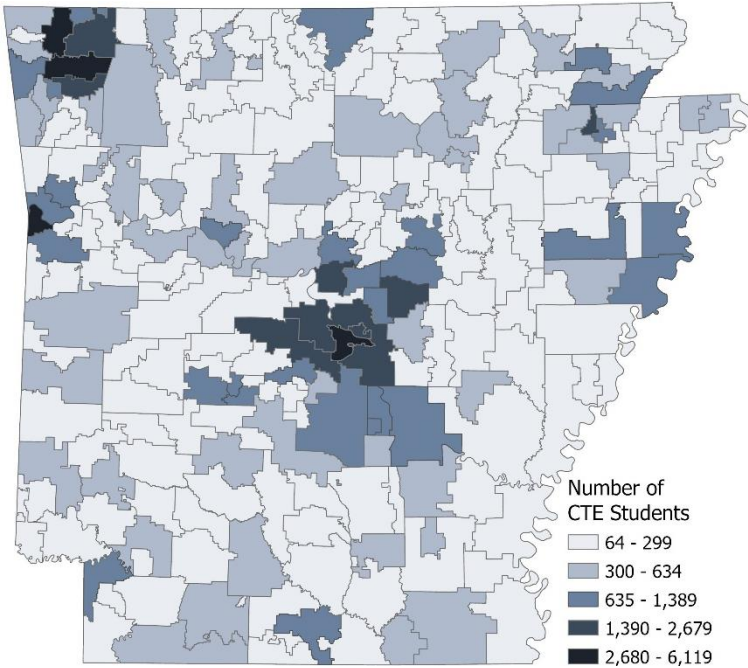 Number of
CTE Students
64 - 299
300 - 634
635 - 1,389
1,390 - 2,679
2,680 - 6,119